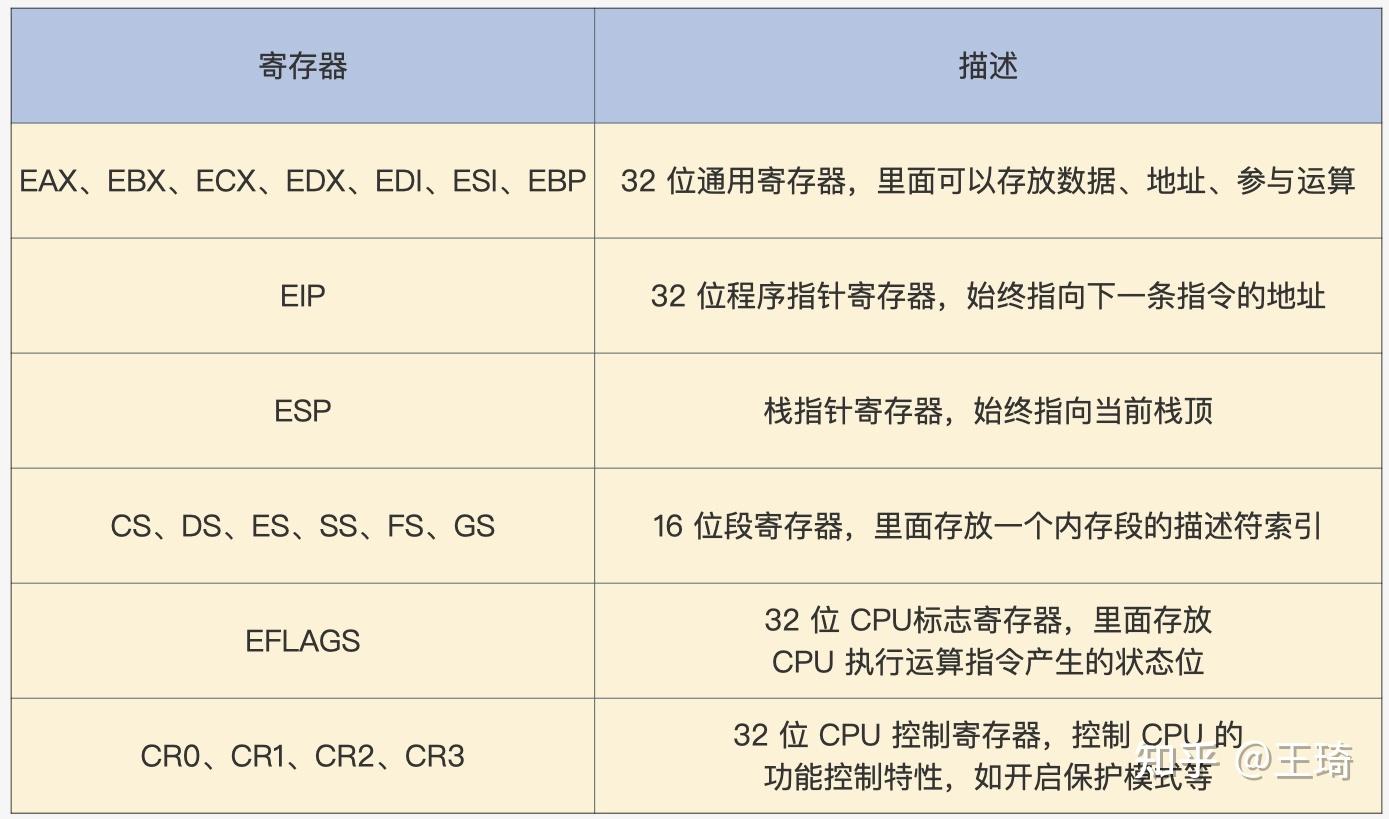 寄存器
描述
EAX、EBX、ECX、EDX、EDI、ESI、EBP
32 位通用寄存器，里面可以存放数据、地址、参与运算
EIP
32 位程序指针寄存器，始终指向下一条指令的地址
ESP
栈指针寄存器，始终指向当前栈顶
CS、DS、ES、SS、FS、GS
16 位段寄存器，里面存放一个内存段的描述符索引
EFLAGS
32 位 CPU标志寄存器，里面存放
CPU 执行运算指令产生的状态位
CR0、CR1、CR2、CR3
32 位 CPU 控制寄存器，控制 CPU 的
功能控制特性，如开启保护模式等
知乎 @王琦